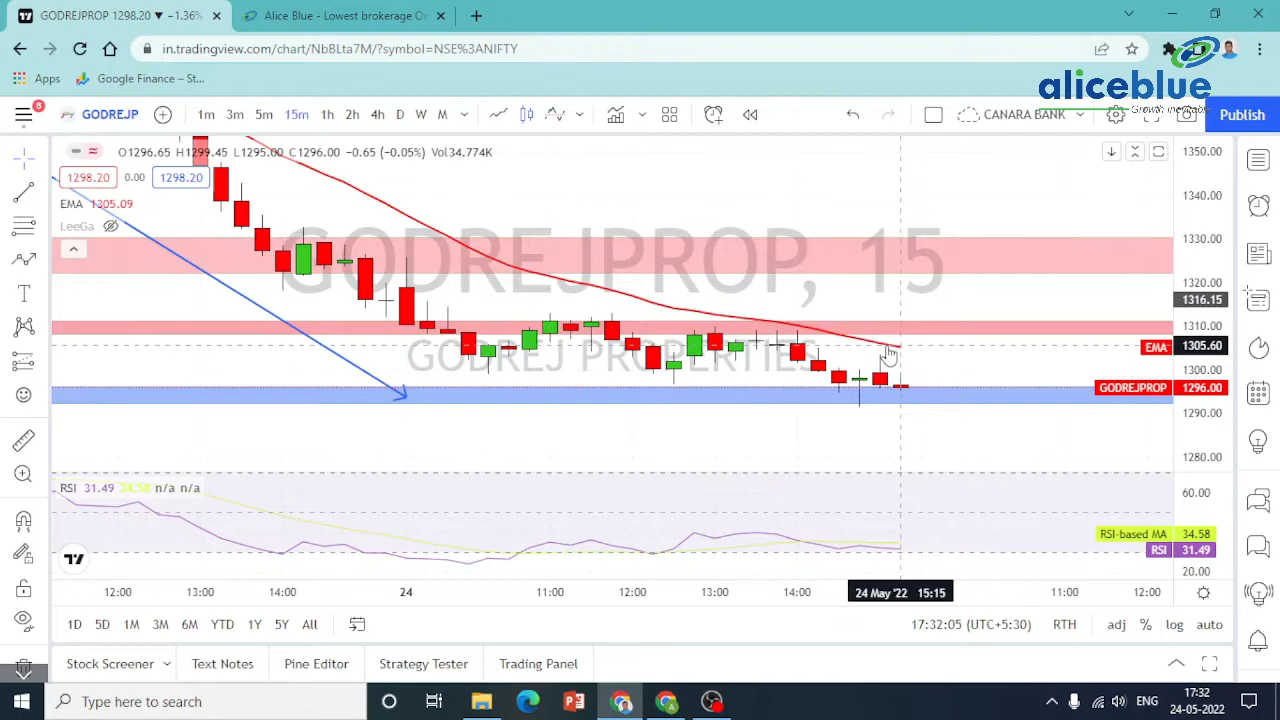 GODREJPROP 1298.20 ▼ −1.36%
Alice Blue - Lowest brokerage O
in.tradingview.com/chart/NbBLta7M/?symbol=NSE%3ANIFTY
Apps
Google Finance – St...
aliceblue
8
GODREJP
1m 3m 5m 15m 1h 2h 4h D W M
CANARA BANK
Publish
O1296.65 H1299.45 L1295.00 C1296.00 −0.65 (−0.05%) Vol34.774K
1298.20 0.00 1298.20
EMA 1305.09
LeeGa
GODREJPROP, 15
GODREJ PROPERTIES
1350.00
1340.00
1330.00
1320.00
1316.15
1310.00
EMA 1305.60
1300.00
GODREJPROP 1296.00
1290.00
1280.00
RSI 31.49 34.58 n/a n/a
60.00
RSI-based MA 34.58
RSI 31.49
20.00
12:00 13:00 14:00 24 11:00 12:00 13:00 14:00 24 May '22 15:15 11:00 12:00
1D 5D 1M 3M 6M YTD 1Y 5Y All
17:32:05 (UTC+5:30) RTH adj % log auto
Stock Screener Text Notes Pine Editor Strategy Tester Trading Panel
Type here to search
ENG
17:32
24-05-2022